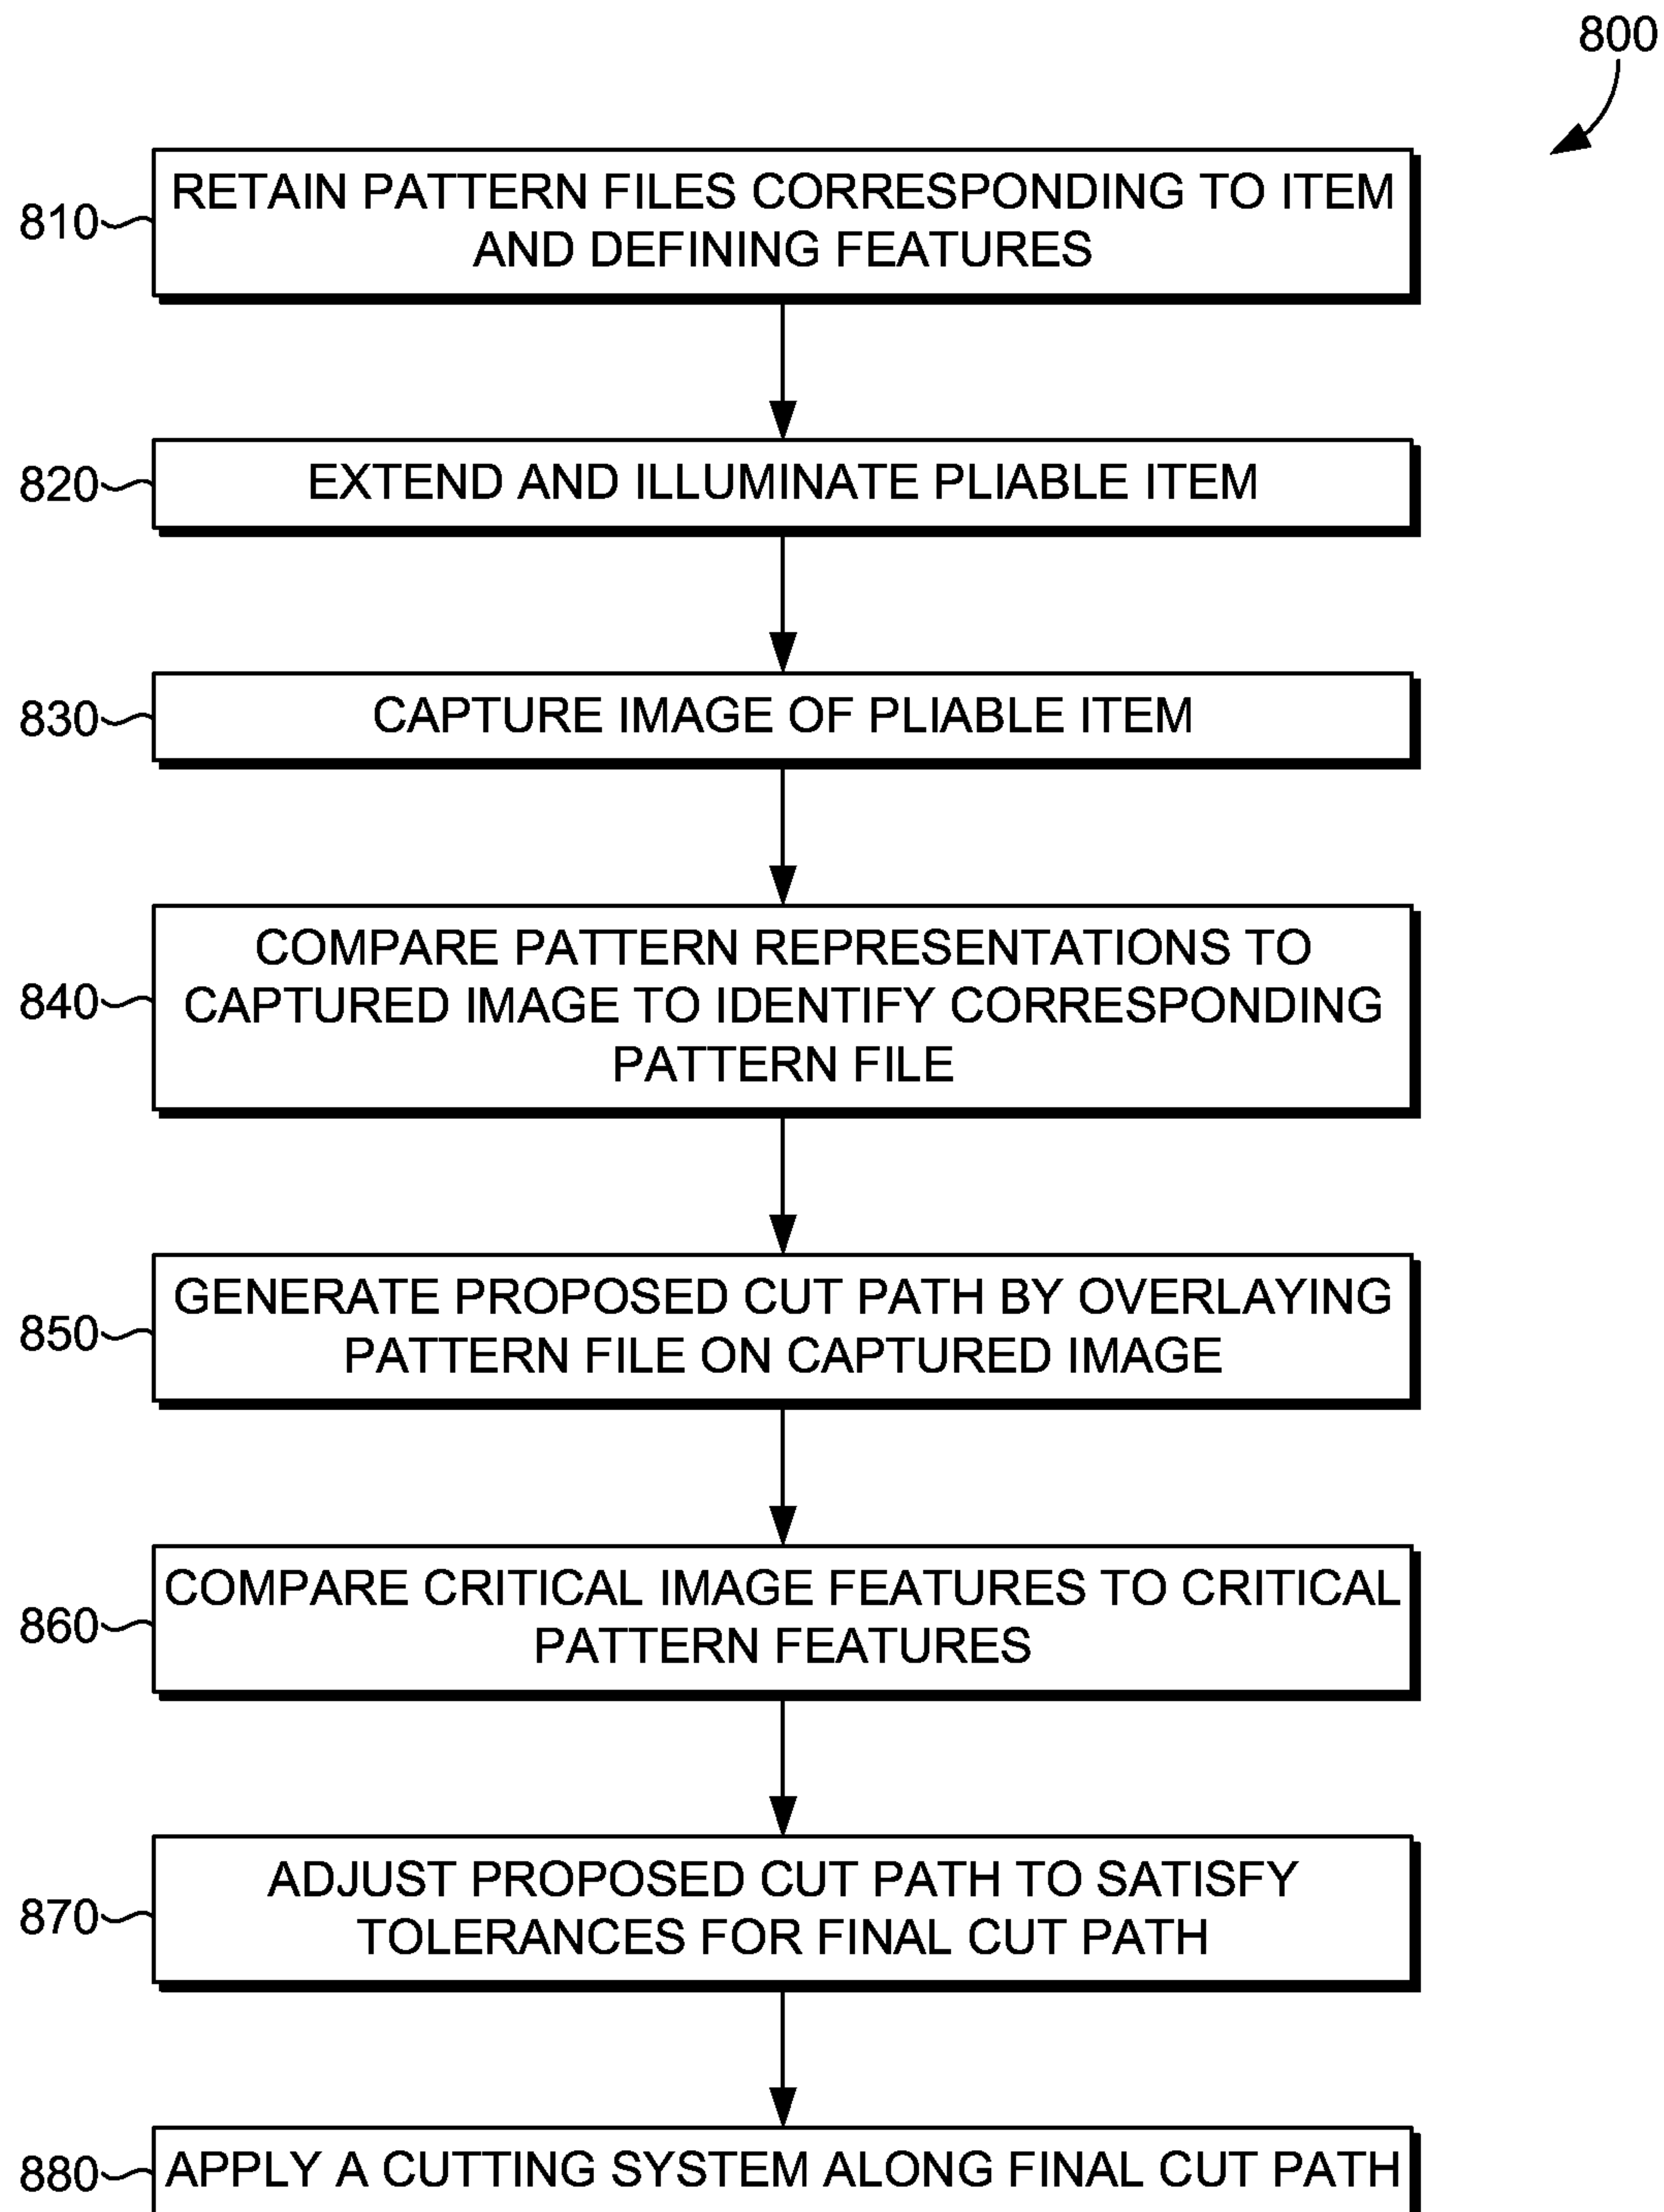 800
810
RETAIN PATTERN FILES CORRESPONDING TO ITEM
AND DEFINING FEATURES
820
EXTEND AND ILLUMINATE PLIABLE ITEM
830
CAPTURE IMAGE OF PLIABLE ITEM
840
COMPARE PATTERN REPRESENTATIONS TO
CAPTURED IMAGE TO IDENTIFY CORRESPONDING
PATTERN FILE
850
GENERATE PROPOSED CUT PATH BY OVERLAYING
PATTERN FILE ON CAPTURED IMAGE
860
COMPARE CRITICAL IMAGE FEATURES TO CRITICAL
PATTERN FEATURES
870
ADJUST PROPOSED CUT PATH TO SATISFY
TOLERANCES FOR FINAL CUT PATH
880
APPLY A CUTTING SYSTEM ALONG FINAL CUT PATH